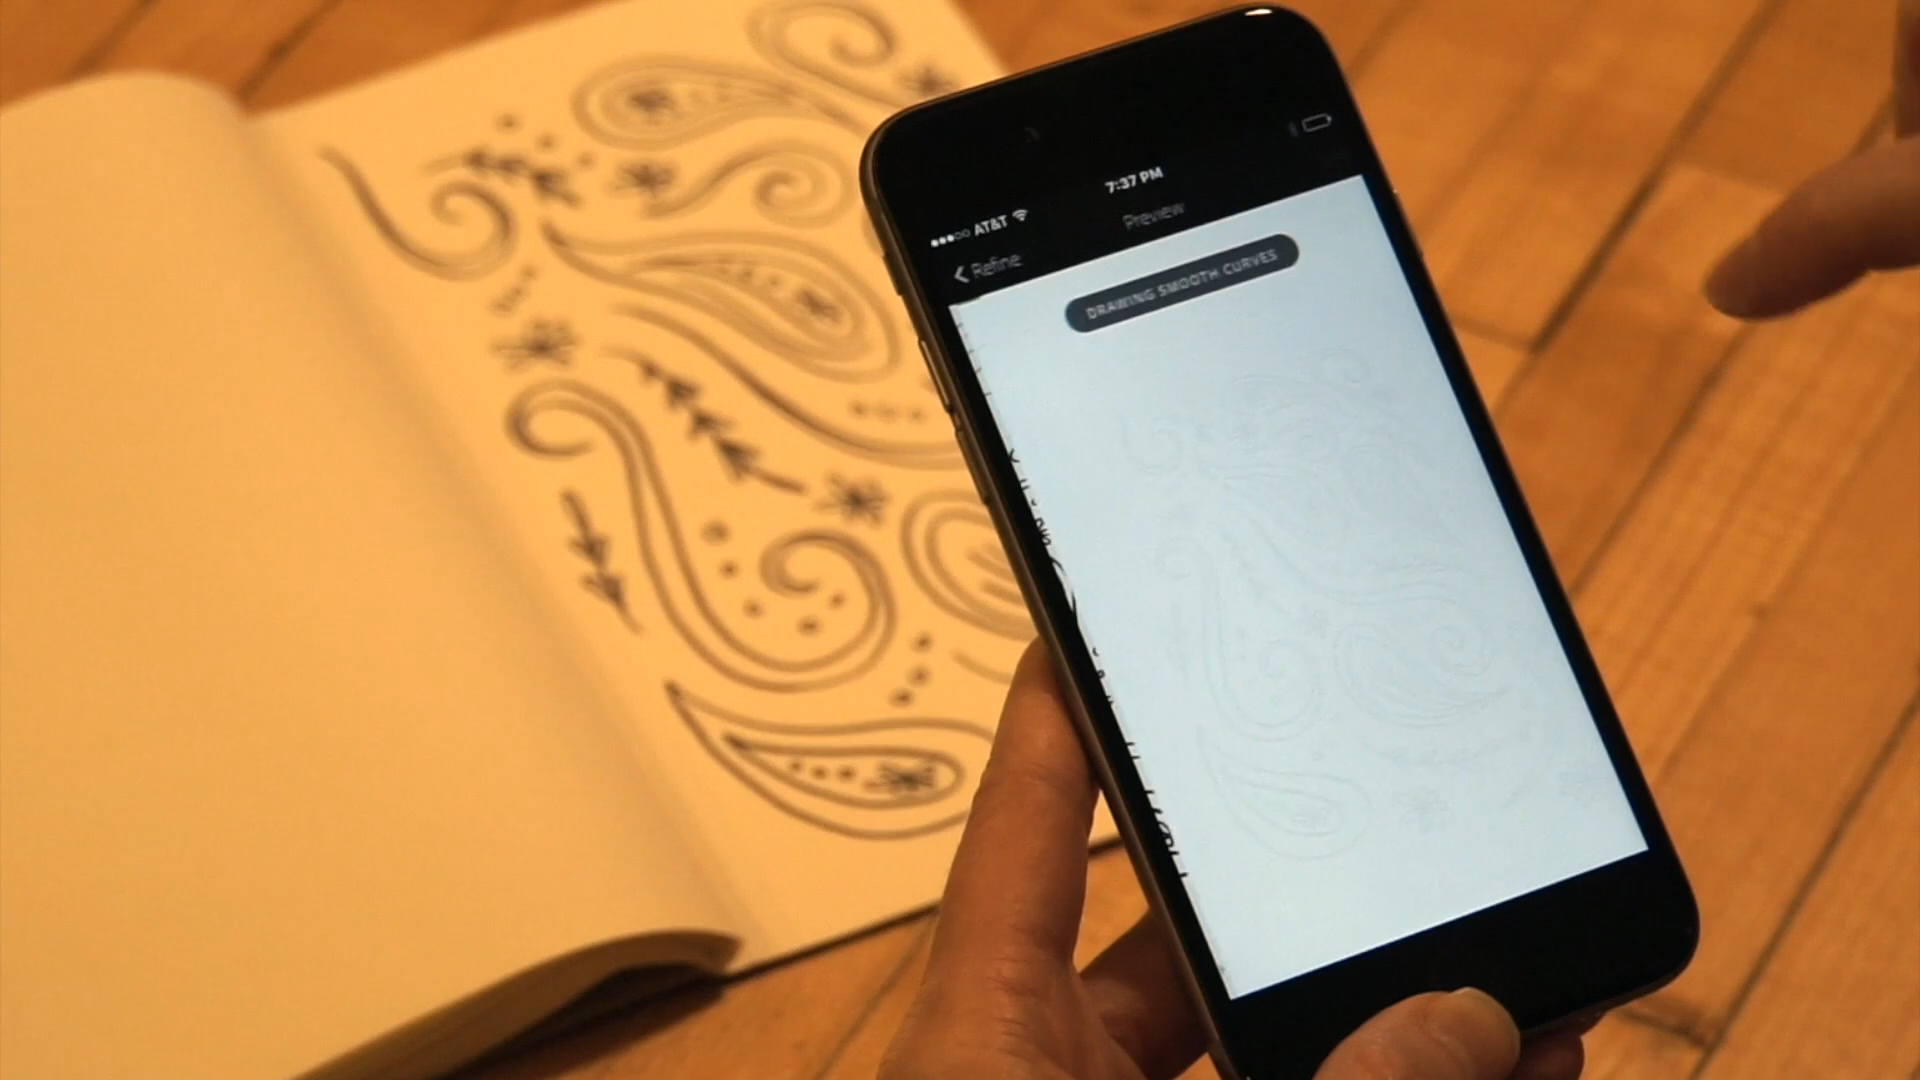 7:37 PM
AT&T
Preview
Refine
DRAWING SMOOTH CURVES